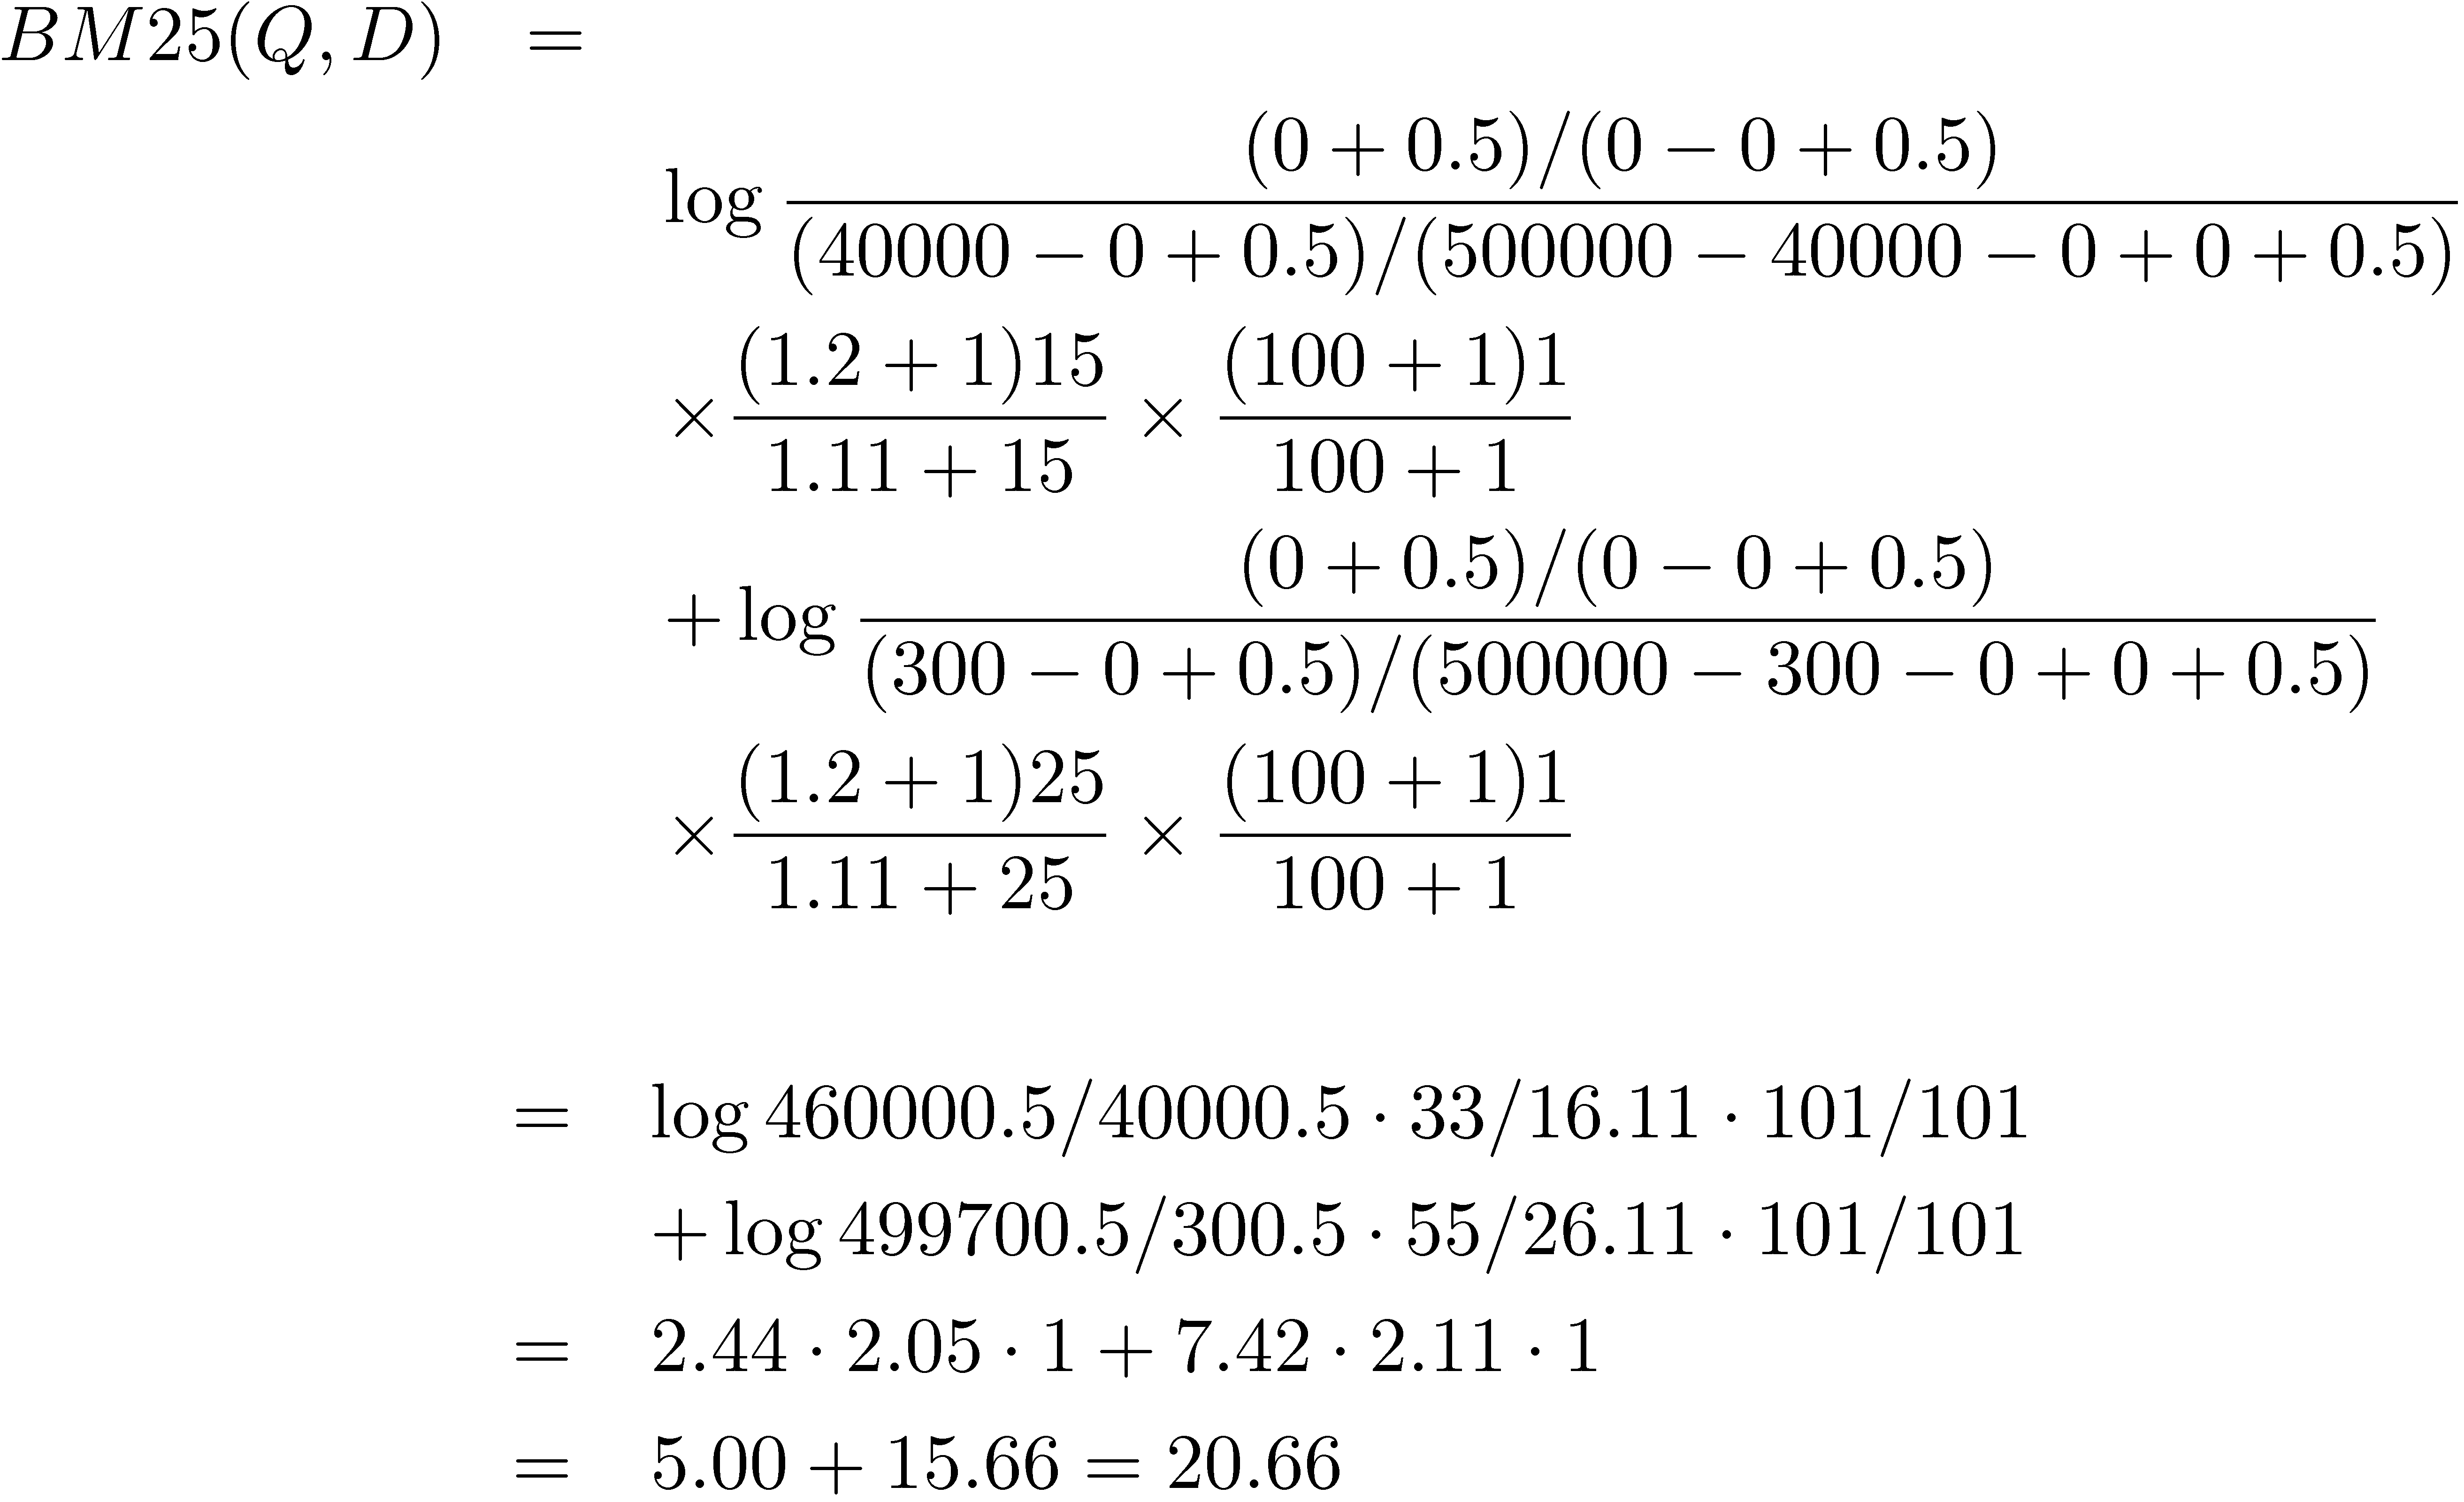 BM25(Q, D) =
log (0 + 0.5)/(0 − 0 + 0.5)
(40000 − 0 + 0.5)/(500000 − 40000 − 0 + 0 + 0.5)
× (1.2 + 1)15 × (100 + 1)1
1.11 + 15 100 + 1
+ log (0 + 0.5)/(0 − 0 + 0.5)
(300 − 0 + 0.5)/(500000 − 300 − 0 + 0 + 0.5)
× (1.2 + 1)25 × (100 + 1)1
1.11 + 25 100 + 1
= log 460000.5/40000.5 · 33/16.11 · 101/101
+ log 499700.5/300.5 · 55/26.11 · 101/101
= 2.44 · 2.05 · 1 + 7.42 · 2.11 · 1
= 5.00 + 15.66 = 20.66